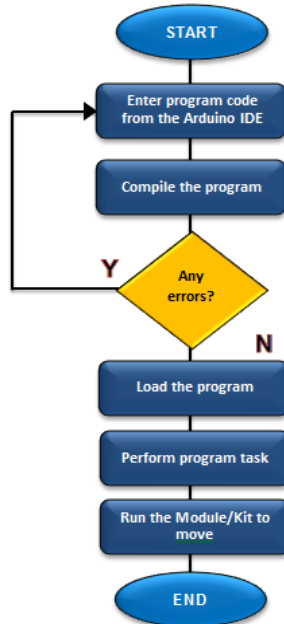 START
Enter program code
from the Arduino IDE
Compile the program
Y
Any
errors?
N
Load the program
Perform program task
Run the Module/Kit to
move
END